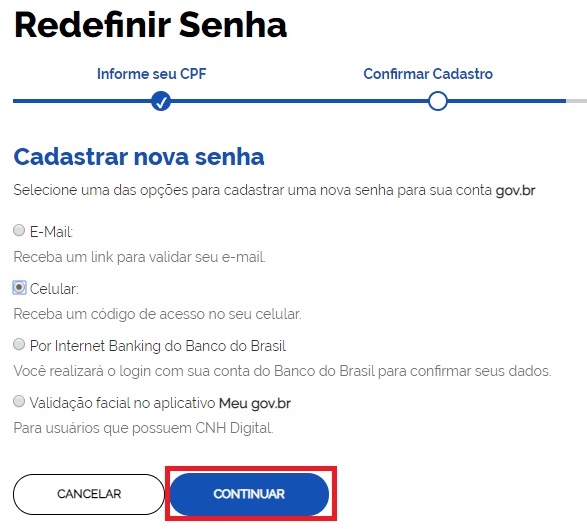 Redefinir Senha
Informe seu CPF
Confirmar Cadastro
Cadastrar nova senha
Selecione uma das opções para cadastrar uma nova senha para sua conta gov.br
E-Mail:
Receba um link para validar seu e-mail.
Celular:
Receba um código de acesso no seu celular.
Por Internet Banking do Banco do Brasil
Você realizará o login com sua conta do Banco do Brasil para confirmar seus dados.
Validação facial no aplicativo Meu gov.br
Para usuários que possuem CNH Digital.
CANCELAR CONTINUAR